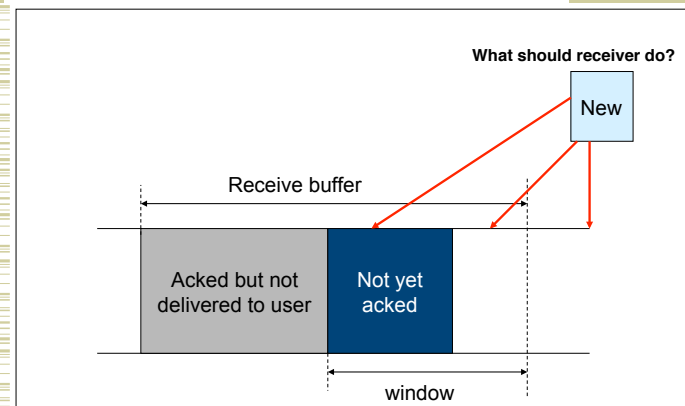 What should receiver do?
New
Receive buffer
Acked but not
delivered to user
Not yet
acked
window